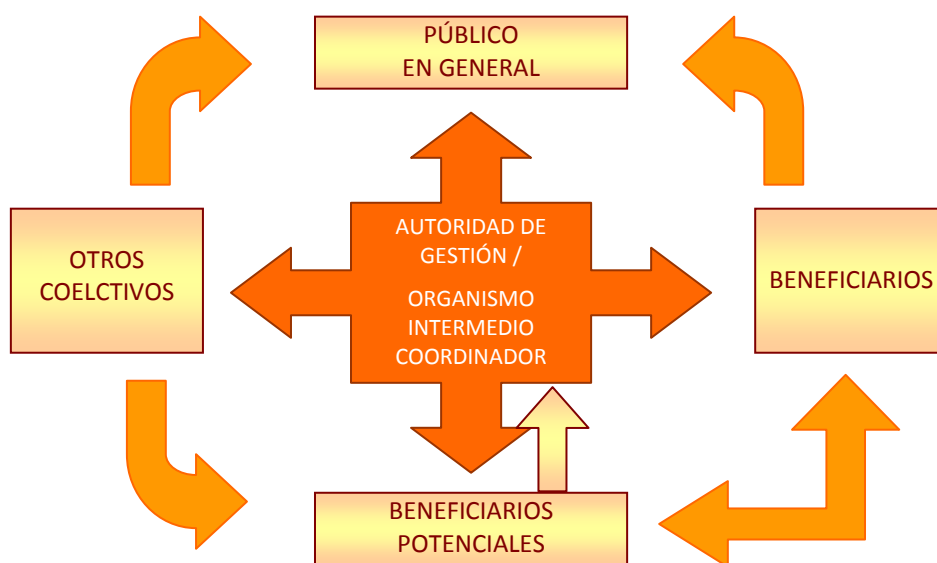 PÚBLICO
EN GENERAL
AUTORIDAD DE
GESTIÓN /
ORGANISMO
INTERMEDIO
COORDINADOR
OTROS
COELCTIVOS
BENEFICIARIOS
BENEFICIARIOS
POTENCIALES